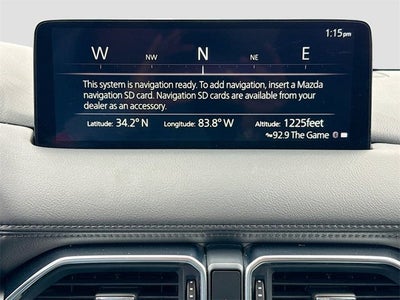 1:15pm
W NW N NE E
This system is navigation ready. To add navigation, insert a Mazda
navigation SD card. Navigation SD cards are available from your
dealer as an accessory.
Latitude: 34.2° N Longitude: 83.8° W Altitude: 1225feet
92.9 The Game